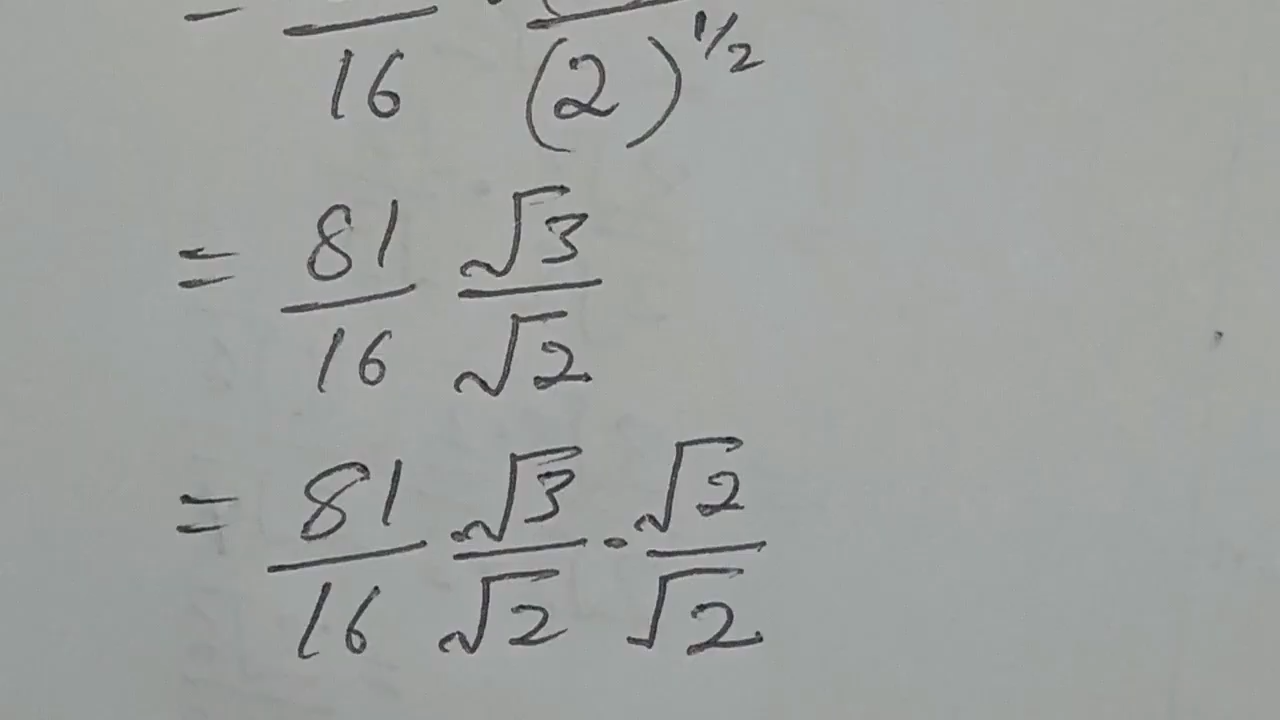 = — 16 · — (2)^1/2
= 81/16 √3/√2
= 81/16 · √3/√2 · √2/√2